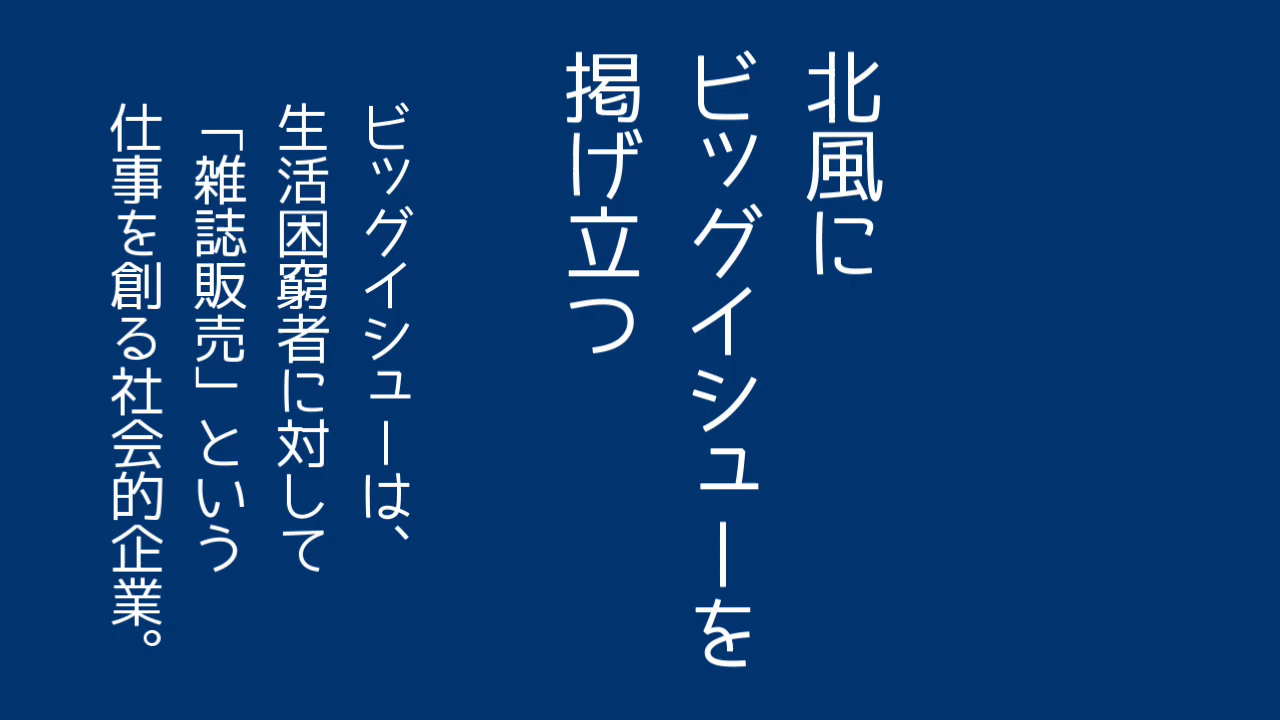 北風に
ビッグイシューを
掲げ立つ
ビッグイシューは、
生活困窮者に対して
「雑誌販売」という
仕事を創る社会的企業。